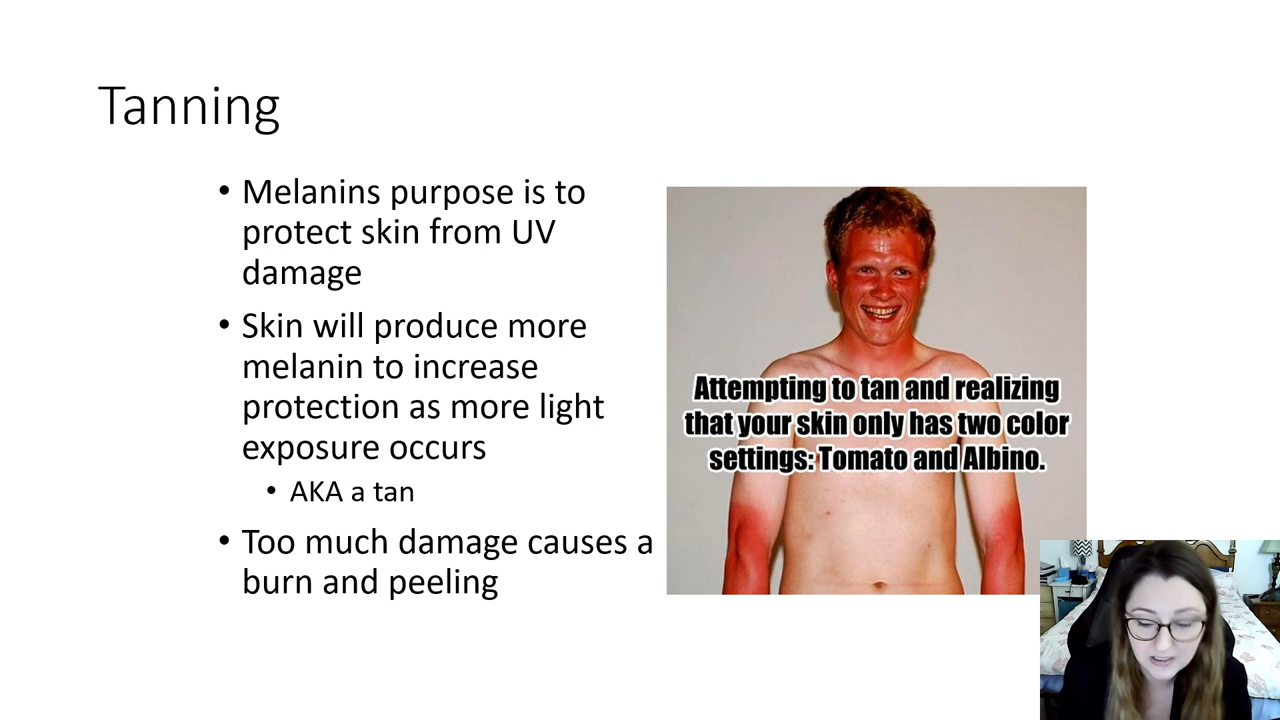 Tanning
• Melanins purpose is to
protect skin from UV
damage
• Skin will produce more
melanin to increase
protection as more light
exposure occurs
• AKA a tan
• Too much damage causes a
burn and peeling
Attempting to tan and realizing
that your skin only has two color
settings: Tomato and Albino.